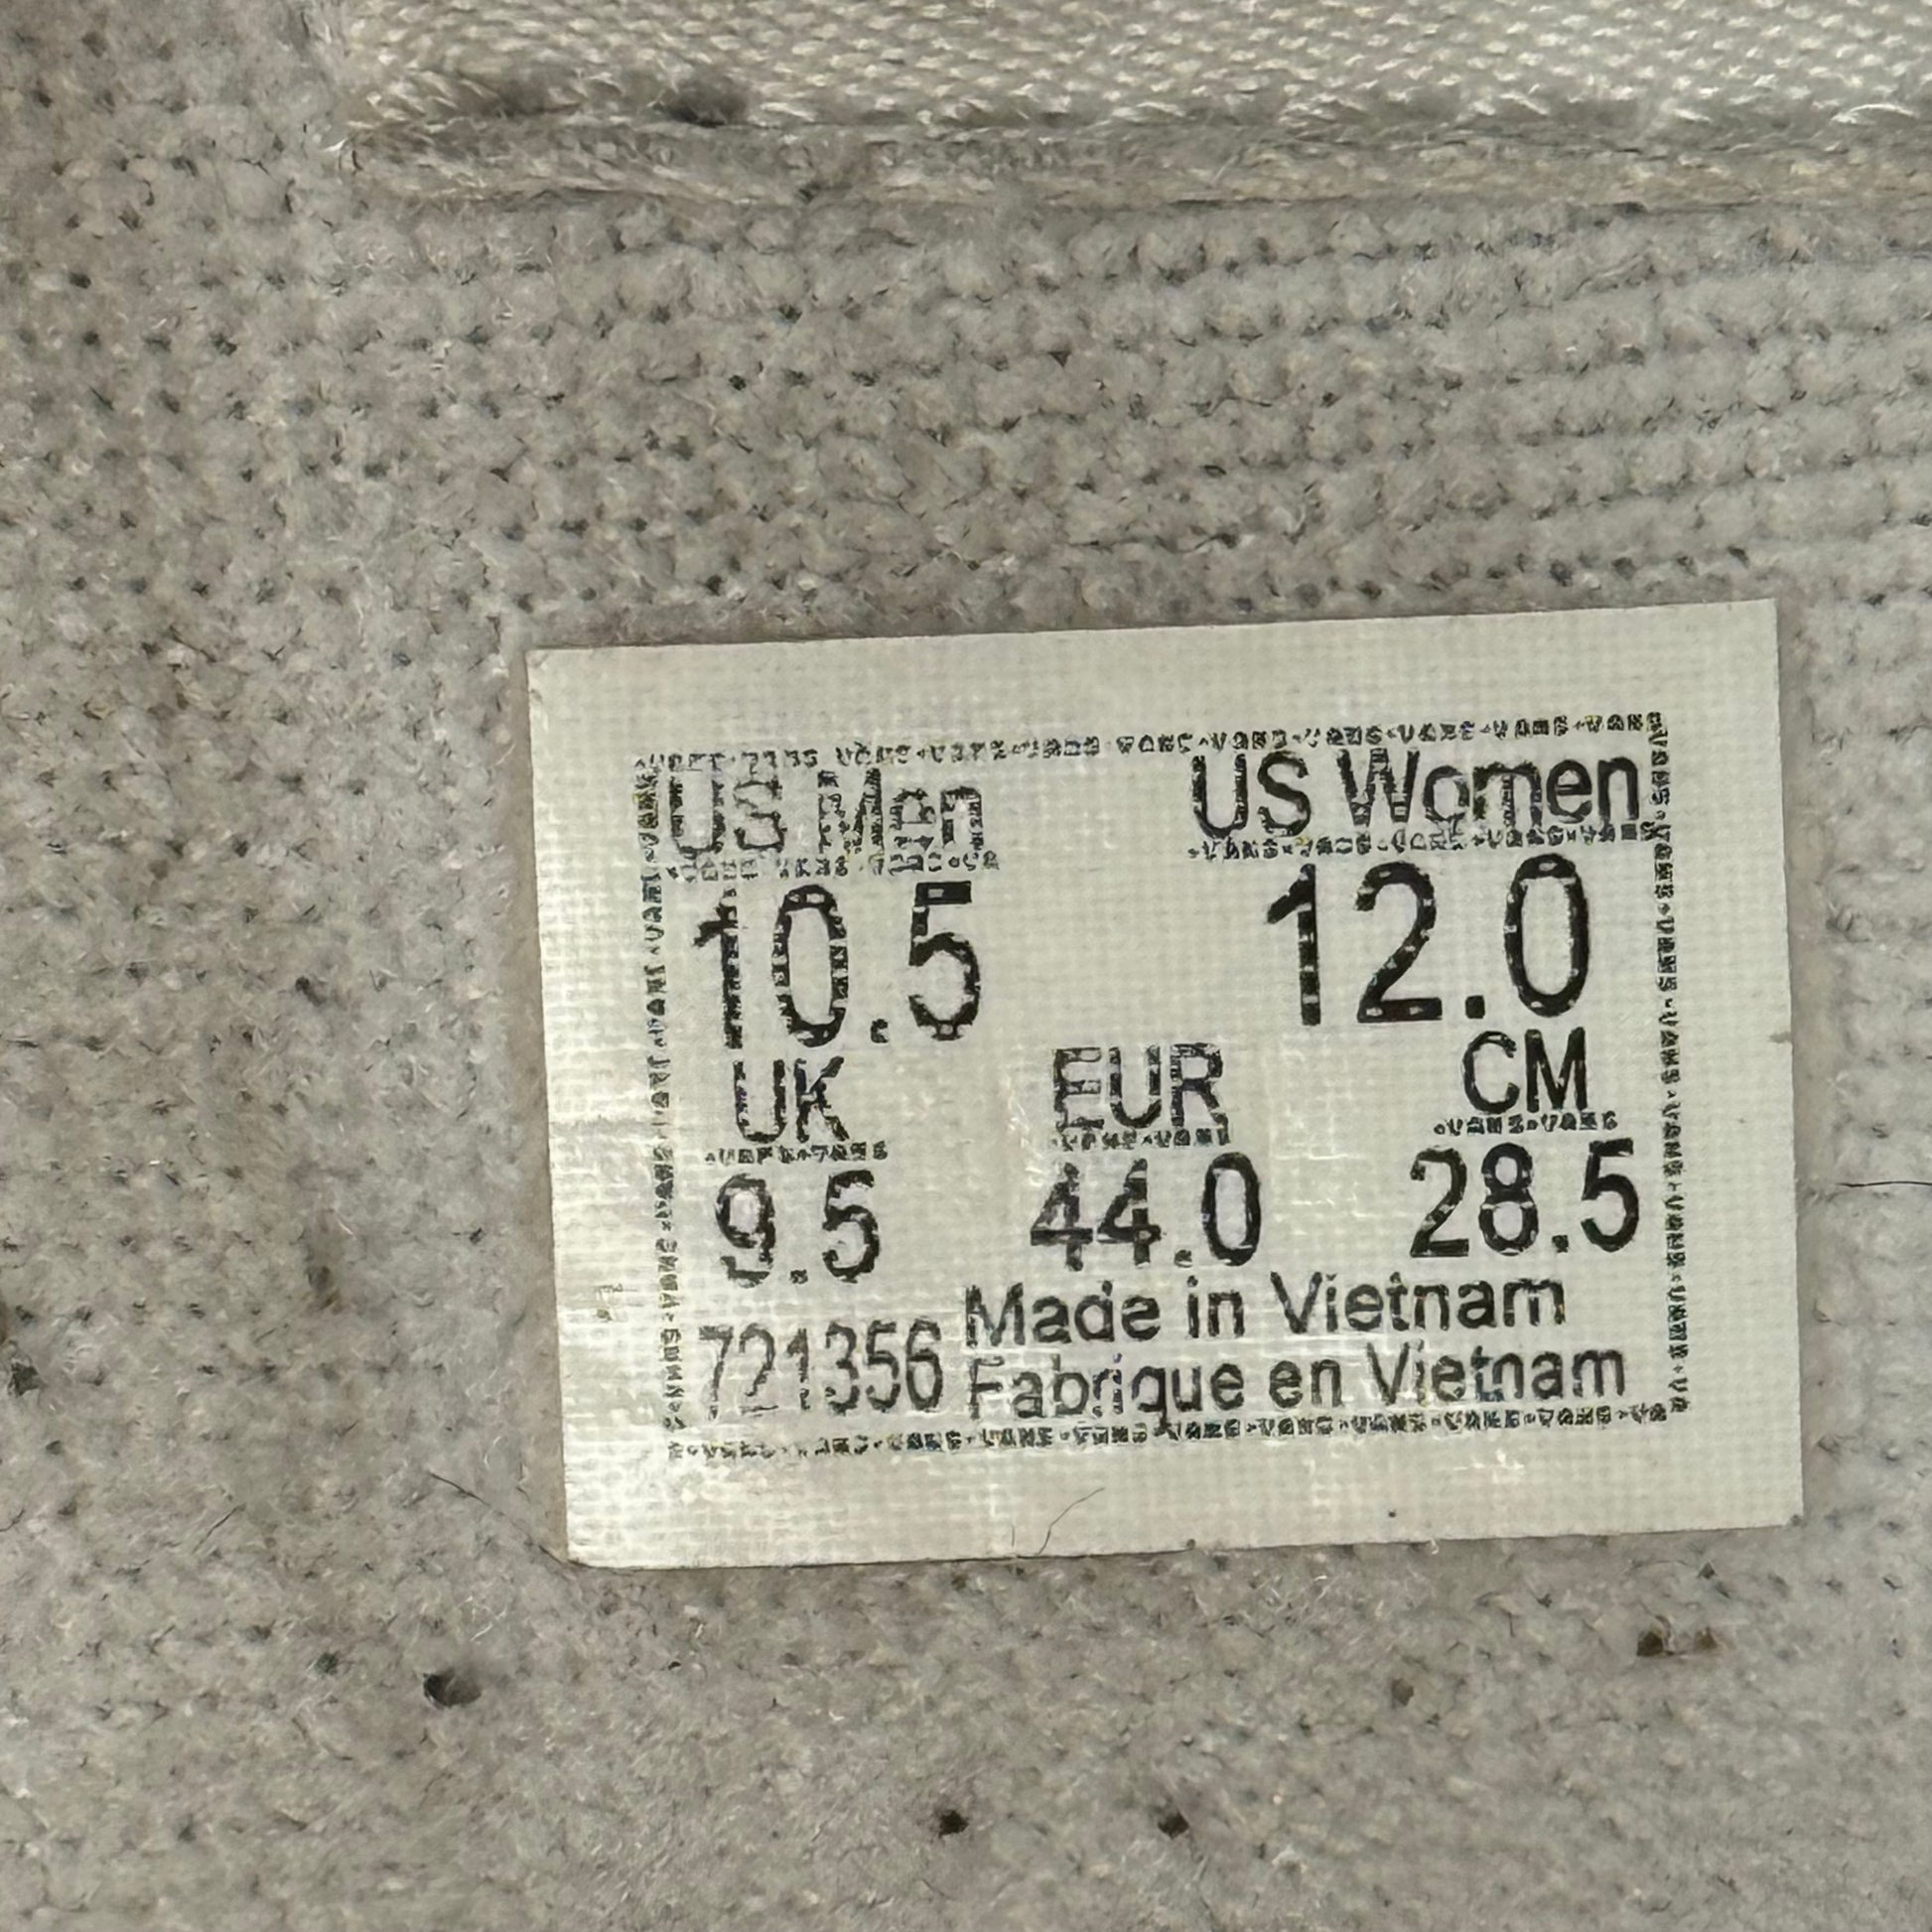 US Men US Women
10.5 12.0
UK EUR CM
9.5 44.0 28.5
721356 Made in Vietnam
Fabrique en Vietnam